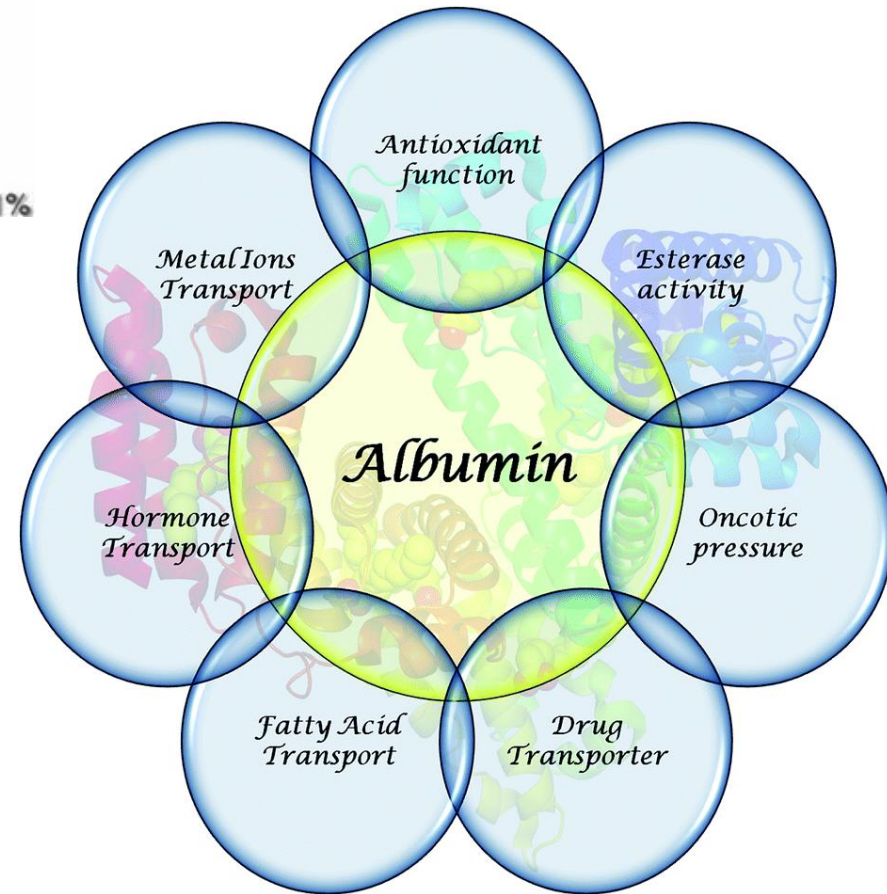 Antioxidant
function
%
Metal Ions
Transport
Esterase
activity
Albumin
Hormone
Transport
Oncotic
pressure
Fatty Acid
Transport
Drug
Transporter